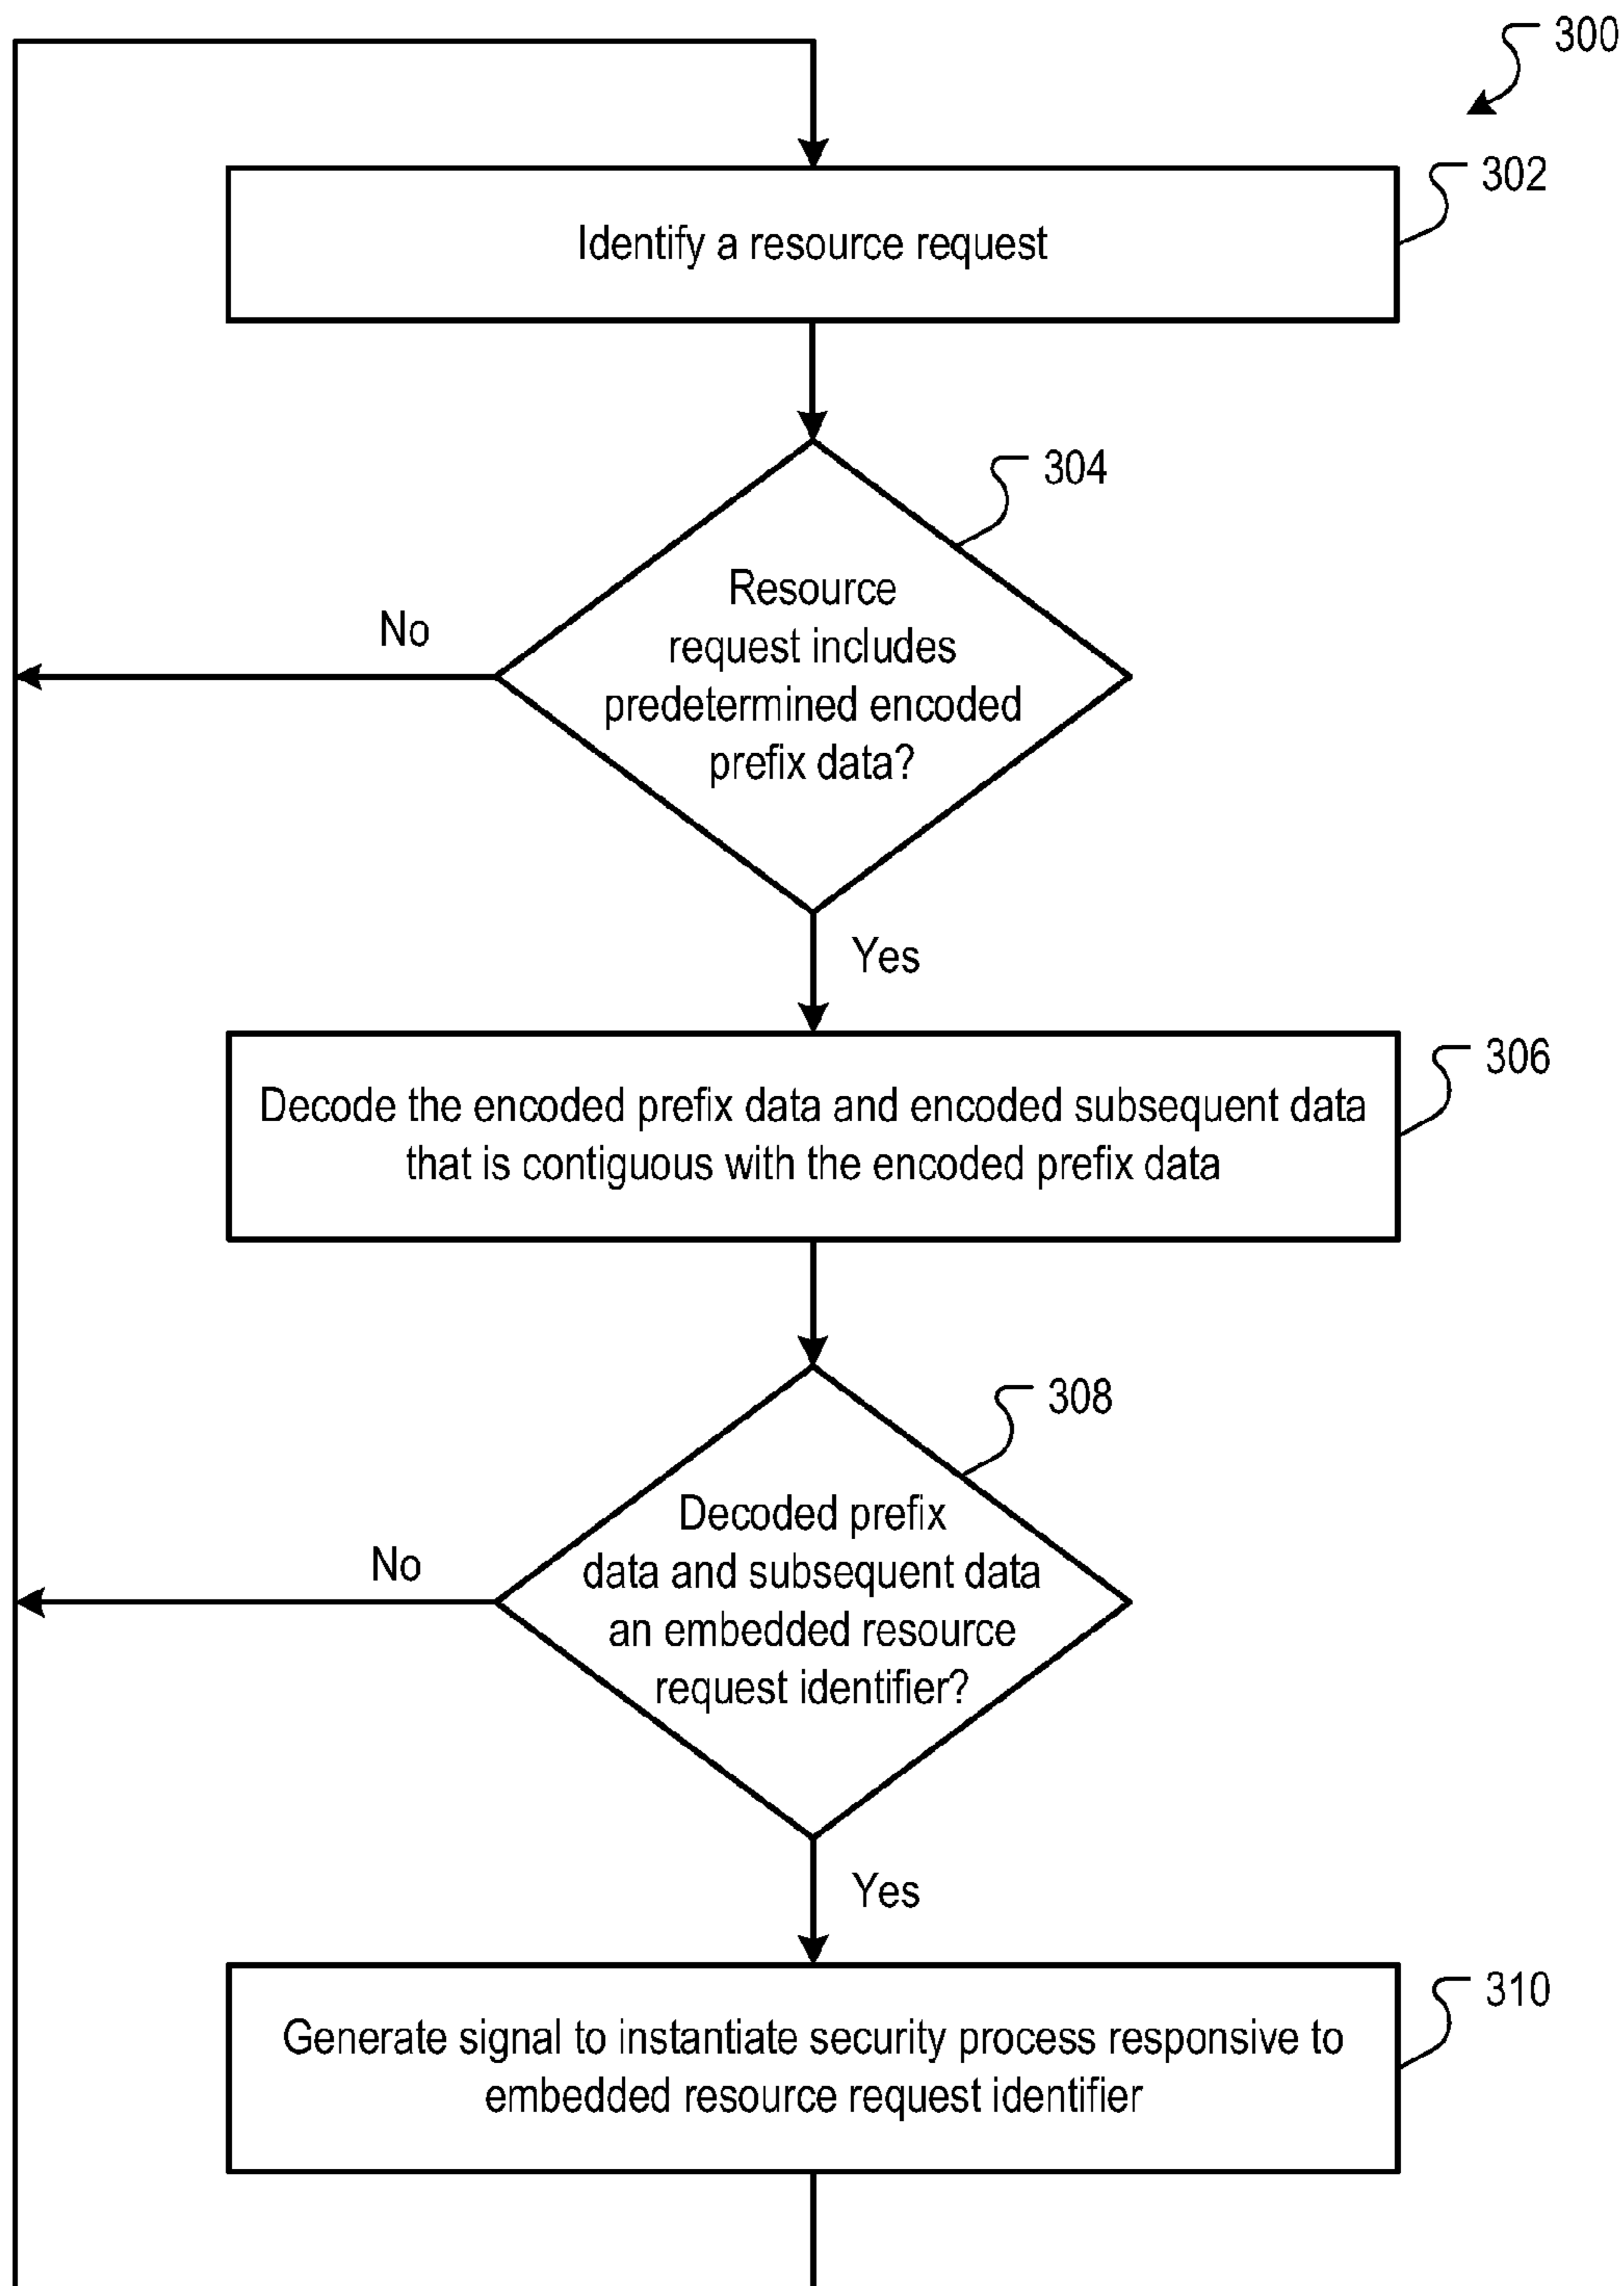 300
302
Identify a resource request
304
Resource
request includes
predetermined encoded
prefix data?
No
Yes
306
Decode the encoded prefix data and encoded subsequent data
that is contiguous with the encoded prefix data
308
Decoded prefix
data and subsequent data
an embedded resource
request identifier?
No
Yes
310
Generate signal to instantiate security process responsive to
embedded resource request identifier